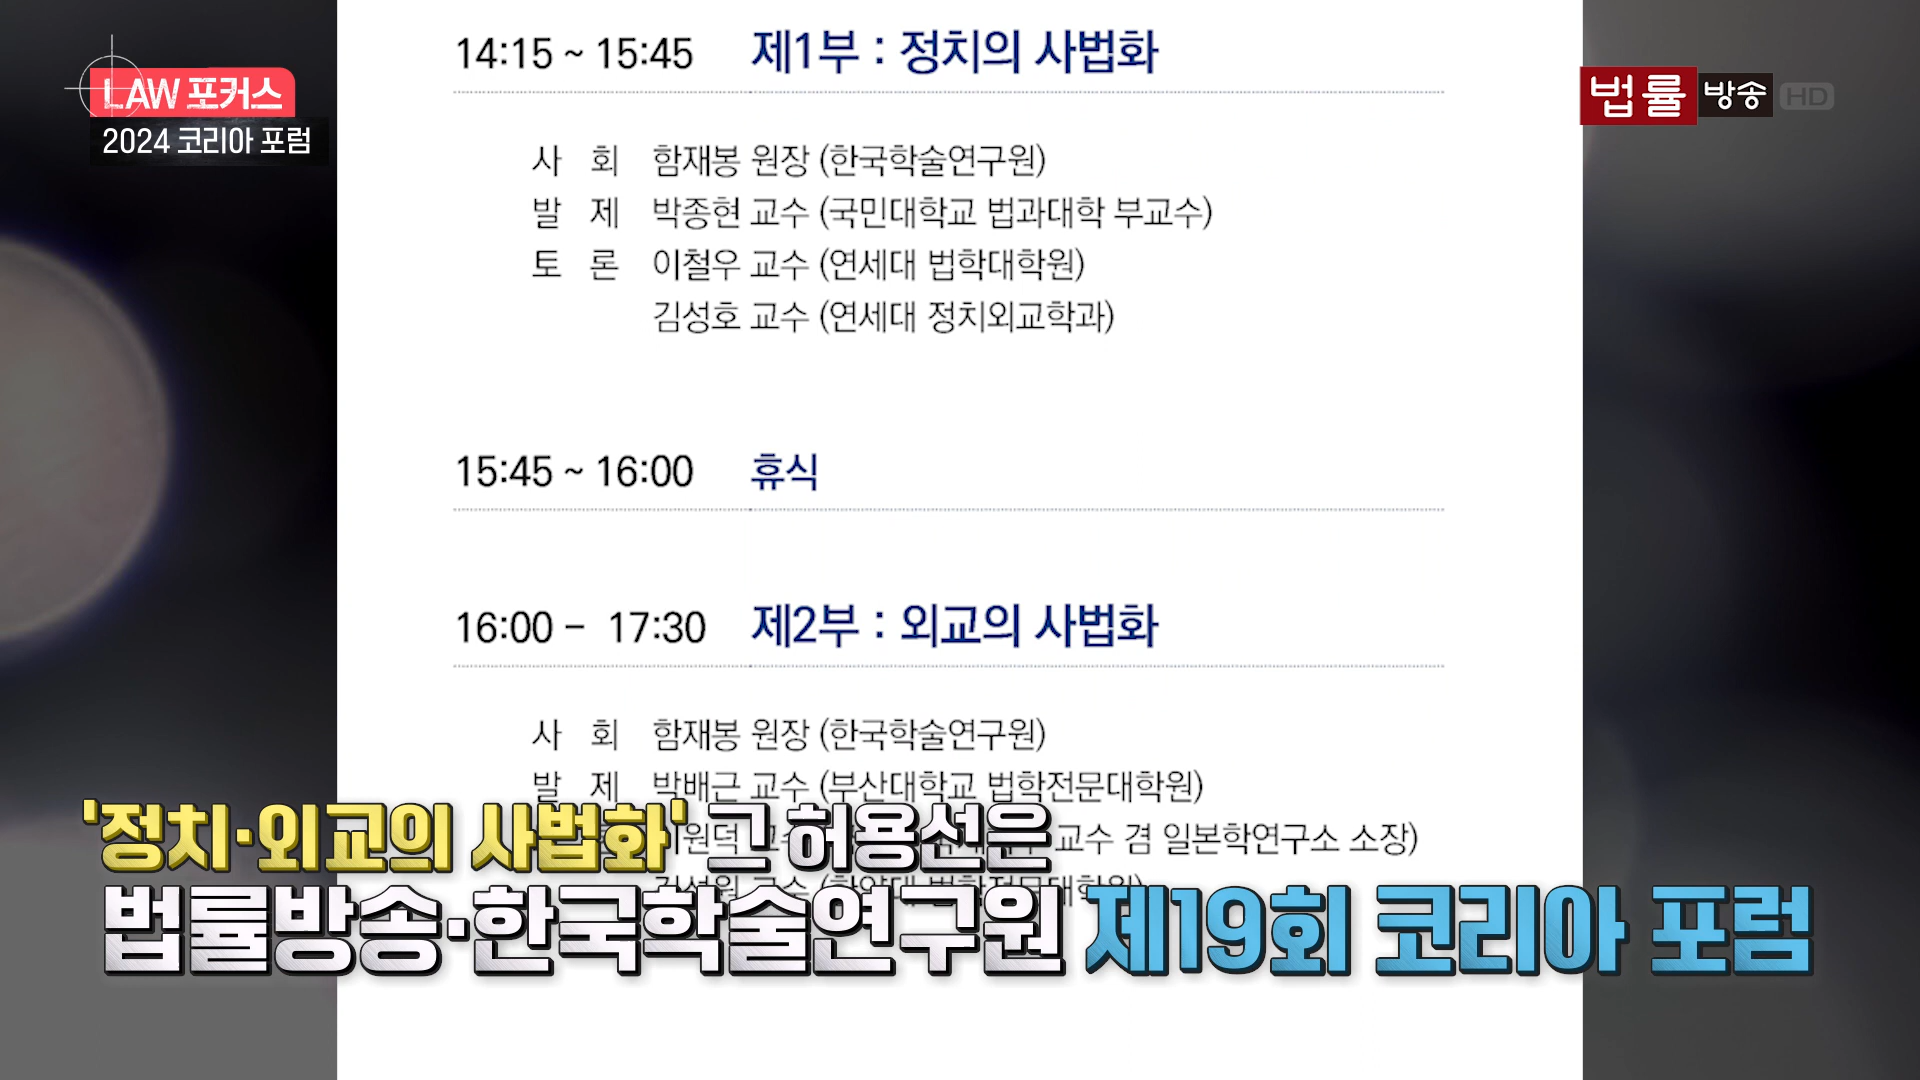 LAW 포커스
2024 코리아 포럼
법률방송 HD
14:15 ~ 15:45 제1부 : 정치의 사법화
사 회 함재봉 원장 (한국학술연구원)
발 제 박종현 교수 (국민대학교 법과대학 부교수)
토 론 이철우 교수 (연세대 법학대학원)
김성호 교수 (연세대 정치외교학과)
15:45 ~ 16:00 휴식
16:00 - 17:30 제2부 : 외교의 사법화
사 회 함재봉 원장 (한국학술연구원)
발 제 박배근 교수 (부산대학교 법학전문대학원)
교수 겸 일본학연구소 소장)
'정치·외교의 사법화' 그 허용선은
법률방송·한국학술연구원 제19회 코리아 포럼